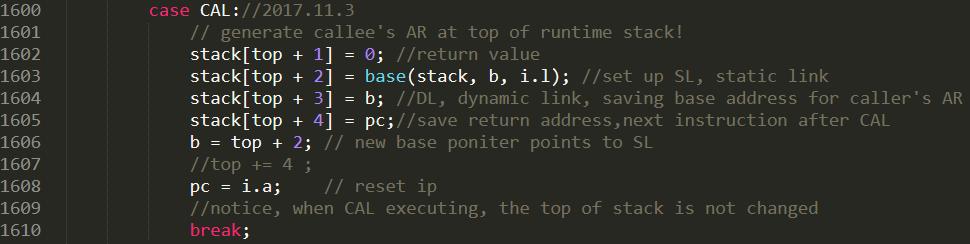 1600 case CAL://2017.11.3
1601 // generate callee's AR at top of runtime stack!
1602 stack[top + 1] = 0; //return value
1603 stack[top + 2] = base(stack, b, i.l); //set up SL, static link
1604 stack[top + 3] = b; //DL, dynamic link, saving base address for caller's AR
1605 stack[top + 4] = pc;//save return address,next instruction after CAL
1606 b = top + 2; // new base poniter points to SL
1607 //top += 4 ;
1608 pc = i.a; // reset ip
1609 //notice, when CAL executing, the top of stack is not changed
1610 break;